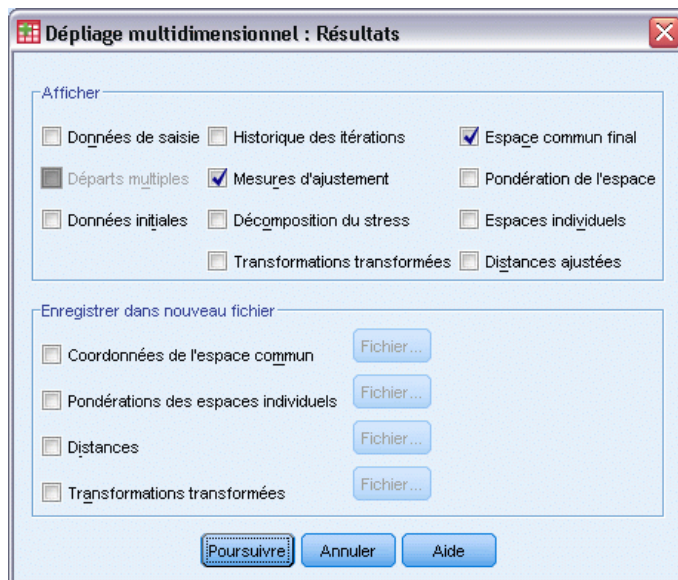 Dépliage multidimensionnel : Résultats
Afficher
Données de saisie
Historique des itérations
Espace commun final
Départs multiples
Mesures d'ajustement
Pondération de l'espace
Données initiales
Décomposition du stress
Espaces individuels
Transformations transformées
Distances ajustées
Enregistrer dans nouveau fichier
Coordonnées de l'espace commun
Fichier...
Pondérations des espaces individuels
Fichier...
Distances
Fichier...
Transformations transformées
Fichier...
Poursuivre
Annuler
Aide